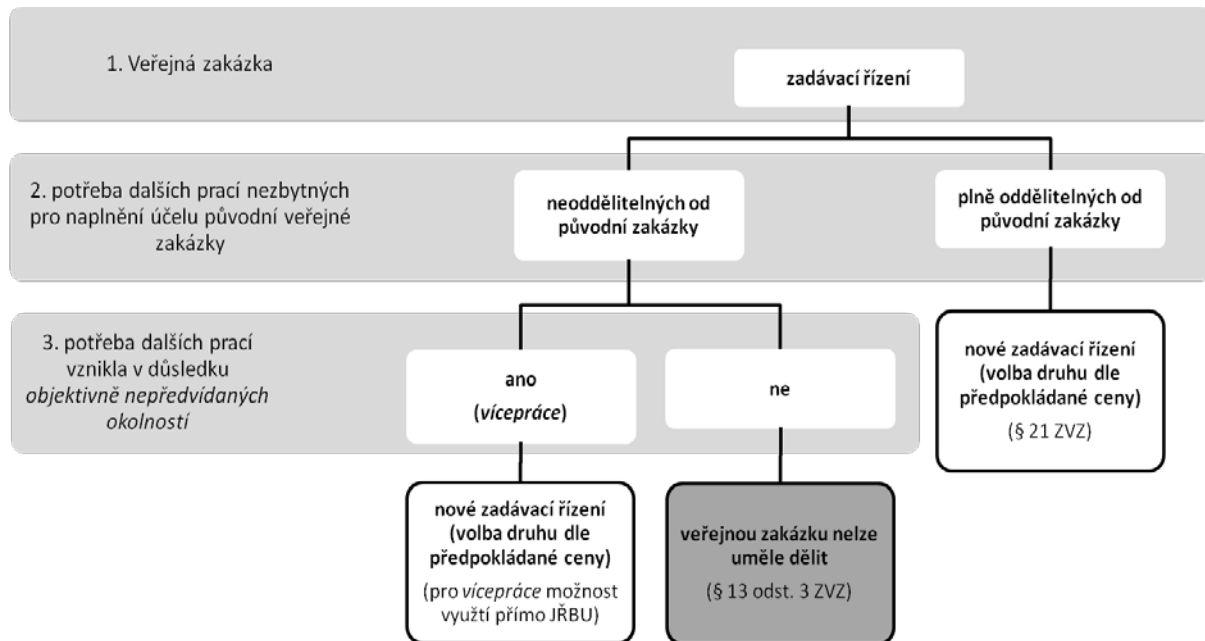 1. Veřejná zakázka
zadávací řízení
2. potřeba dalších prací nezbytných
pro naplnění účelu původní veřejné
zakázky
neoddělitelných od
původní zakázky
plně oddělitelných od
původní zakázky
3. potřeba dalších prací
vznikla v důsledku
objektivně nepředvídaných
okolností
ano
(vícepráce)
ne
nové zadávací řízení
(volba druhu dle
předpokládané ceny)
(§ 21 ZVZ)
nové zadávací řízení
(volba druhu dle
předpokládané ceny)
(pro vícepráce možnost
využtí přímo JŘBU)
veřejnou zakázku nelze
uměle dělit
(§ 13 odst. 3 ZVZ)